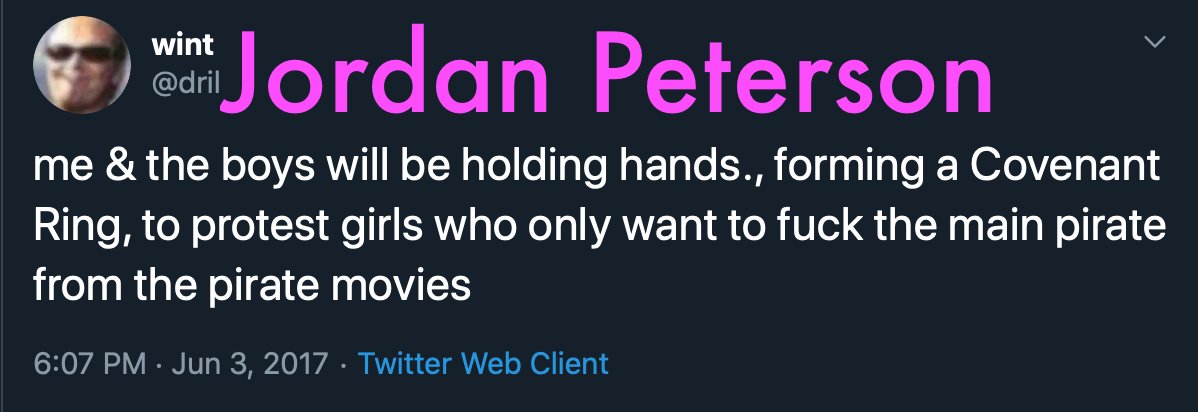 wint
@dril
Jordan Peterson
me & the boys will be holding hands., forming a Covenant
Ring, to protest girls who only want to fuck the main pirate
from the pirate movies
6:07 PM · Jun 3, 2017 · Twitter Web Client